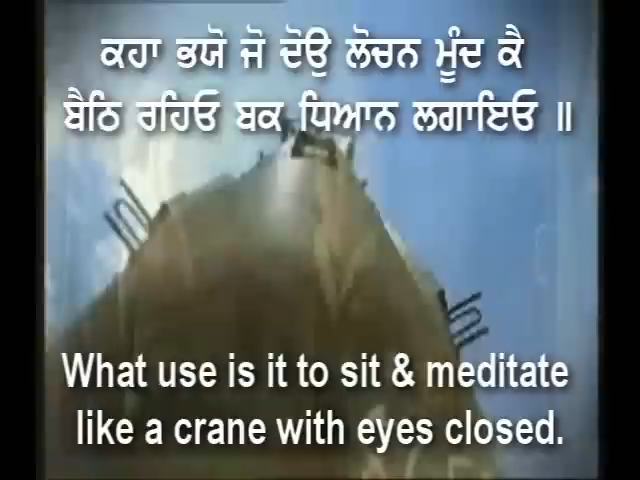 ਕਹਾ ਭਯੋ ਜੋ ਦੋਉ ਲੋਚਨ ਮੂੰਦ ਕੈ
ਬੈਠਿ ਰਹਿਓ ਬਕ ਧਿਆਨ ਲਗਾਇਓ ॥
What use is it to sit & meditate
like a crane with eyes closed.